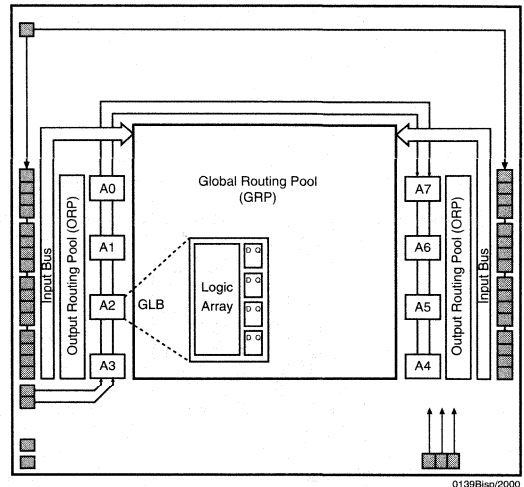 Global Routing Pool
(GRP)
A0
A1
A2
A3
A7
A6
A5
A4
Input Bus
Output Routing Pool (ORP)
GLB
Logic
Array
D Q
D Q
D Q
D Q
Output Routing Pool (ORP)
Input Bus
0139Bisp/2000